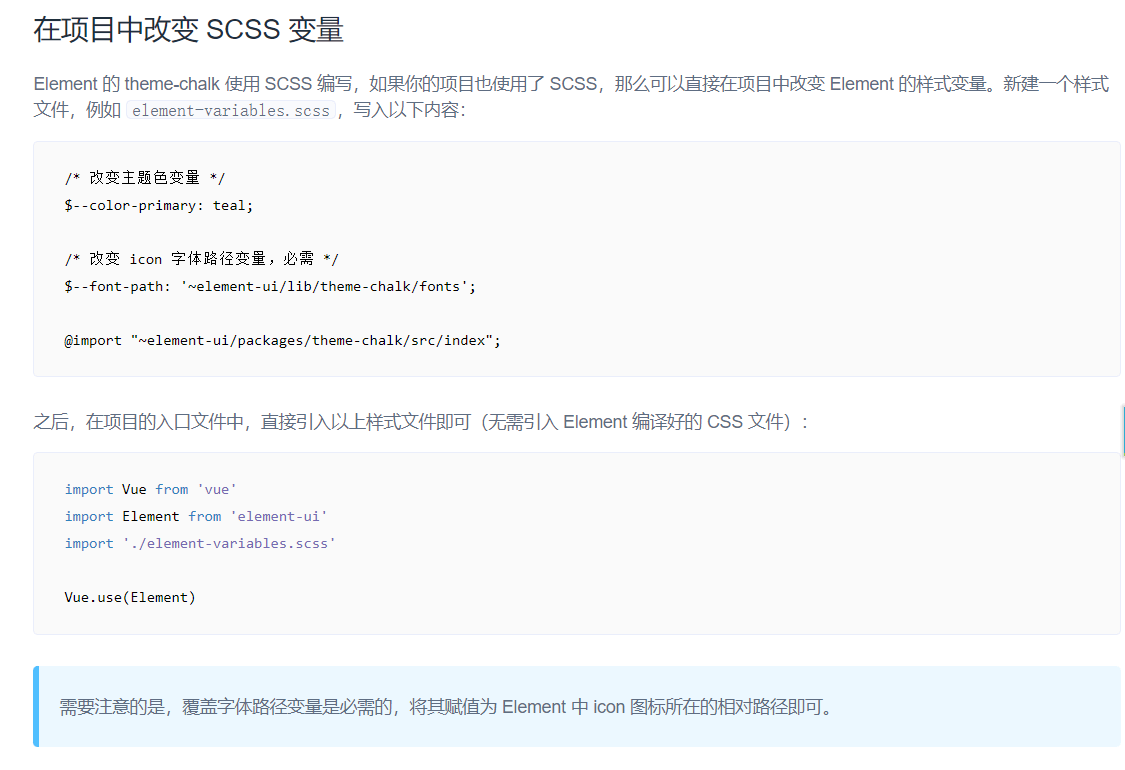 在项目中改变 SCSS 变量
Element 的 theme-chalk 使用 SCSS 编写，如果你的项目也使用了 SCSS，那么可以直接在项目中改变 Element 的样式变量。新建一个样式
文件，例如 element-variables.scss，写入以下内容：
/* 改变主题色变量 */
$--color-primary: teal;
/* 改变 icon 字体路径变量，必需 */
$--font-path: '~element-ui/lib/theme-chalk/fonts';
@import "~element-ui/packages/theme-chalk/src/index";
之后，在项目的入口文件中，直接引入以上样式文件即可（无需引入 Element 编译好的 CSS 文件）：
import Vue from 'vue'
import Element from 'element-ui'
import './element-variables.scss'
Vue.use(Element)
需要注意的是，覆盖字体路径变量是必需的，将其赋值为 Element 中 icon 图标所在的相对路径即可。